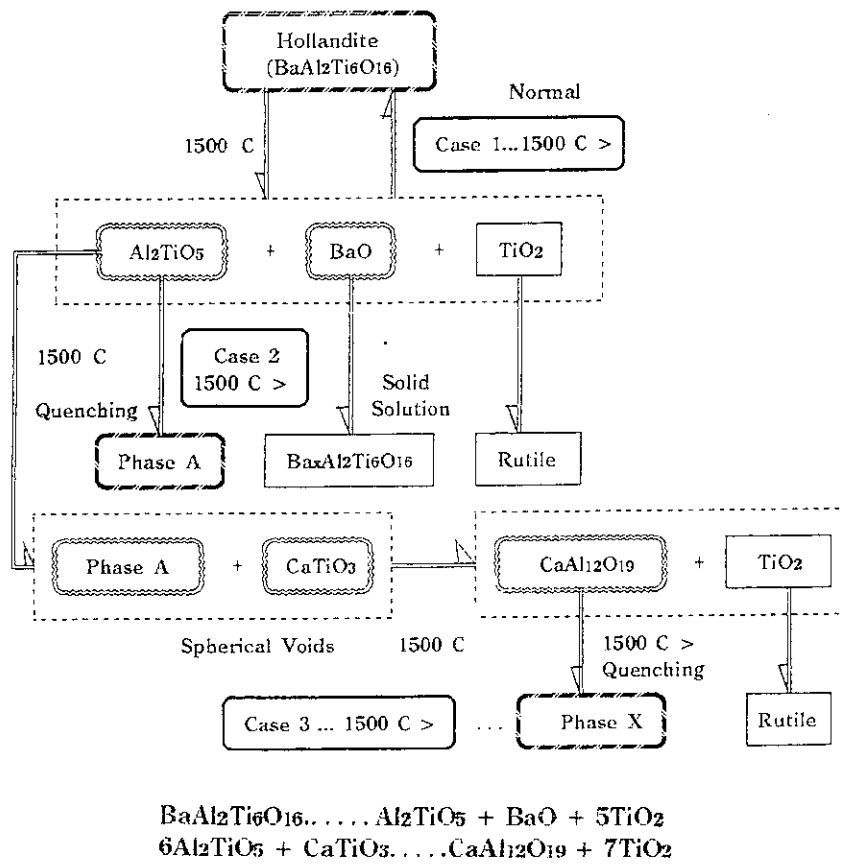 Hollandite
(BaAl2Ti6O16)
Normal
1500 C
Case 1...1500 C >
Al2TiO5 + BaO + TiO2
1500 C
Case 2
1500 C >
Solid
Solution
Quenching
Phase A
BaxAl2Ti6O16
Rutile
Phase A + CaTiO3
CaAl12O19 + TiO2
Spherical Voids
1500 C
1500 C >
Quenching
Case 3 ... 1500 C > ...
Phase X
Rutile
BaAl2Ti6O16...... Al2TiO5 + BaO + 5TiO2
6Al2TiO5 + CaTiO3.....CaAl12O19 + 7TiO2